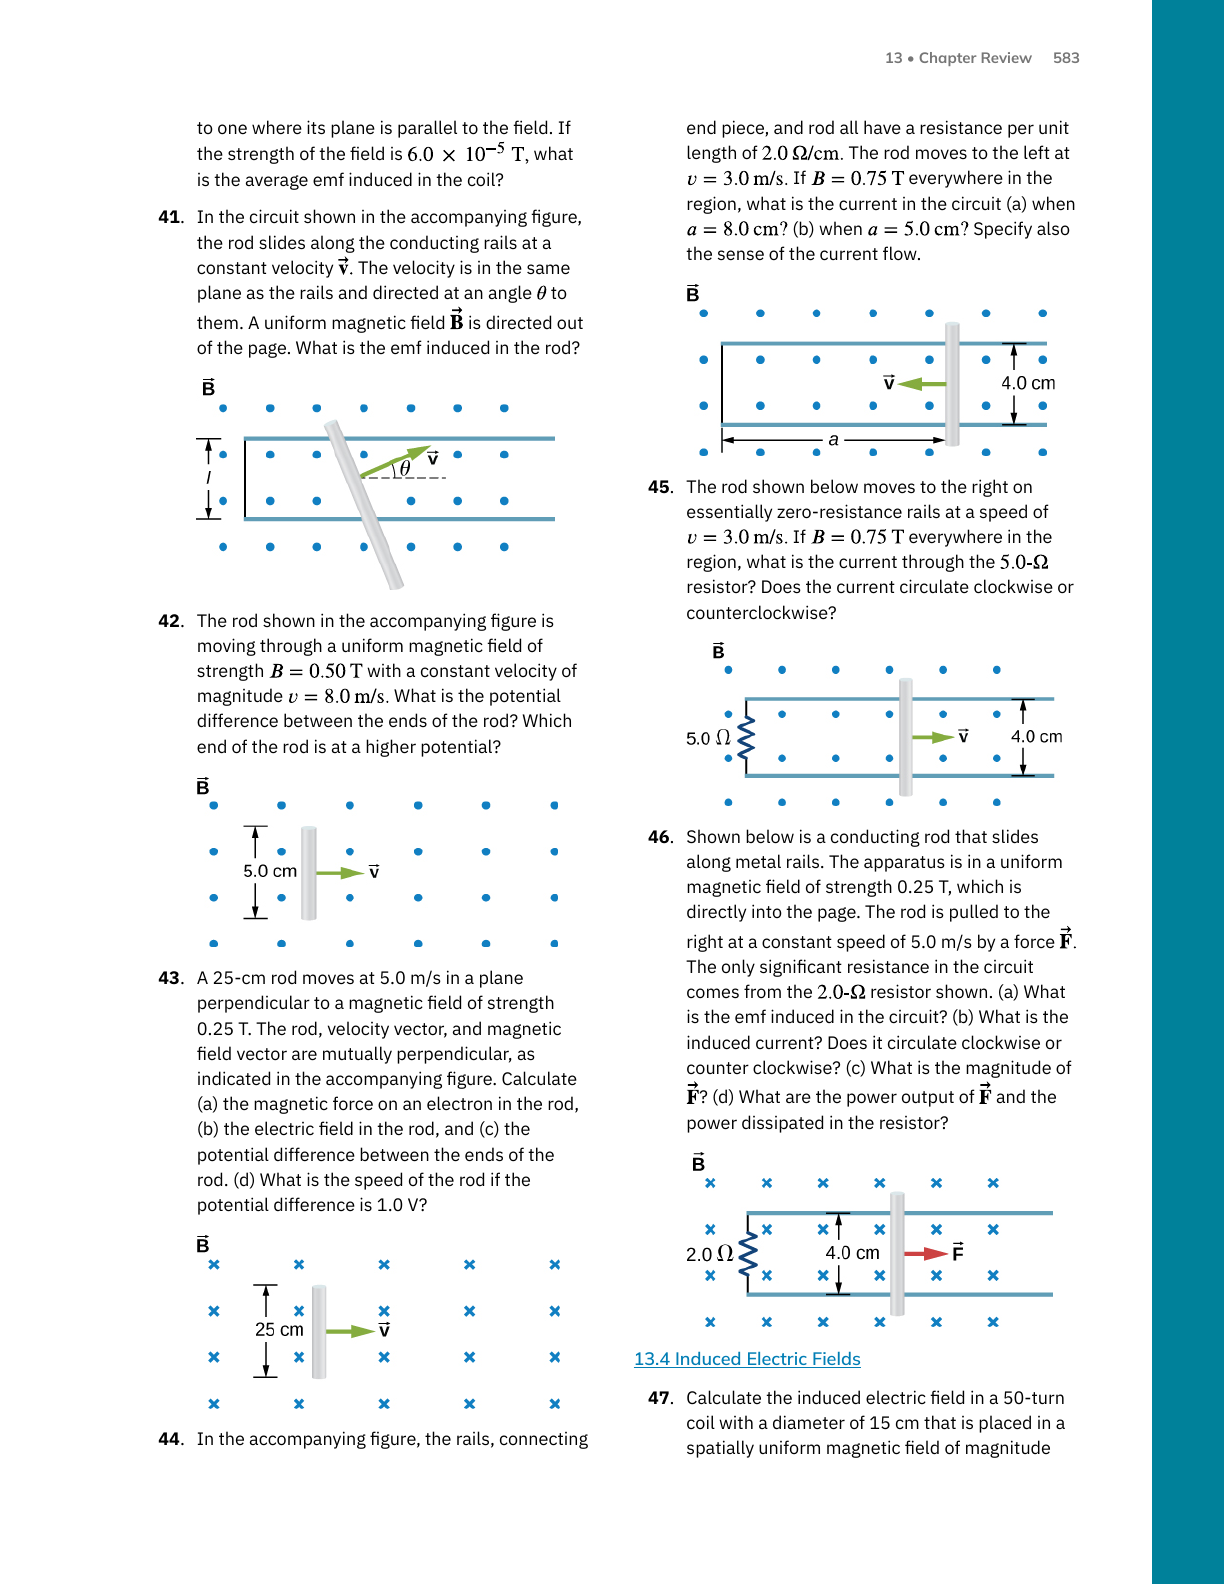 13 • Chapter Review 583
to one where its plane is parallel to the field. If
the strength of the field is 6.0 × 10⁻⁵ T, what
is the average emf induced in the coil?
41. In the circuit shown in the accompanying figure,
the rod slides along the conducting rails at a
constant velocity v⃗. The velocity is in the same
plane as the rails and directed at an angle θ to
them. A uniform magnetic field B⃗ is directed out
of the page. What is the emf induced in the rod?
B⃗
l
θ
v⃗
42. The rod shown in the accompanying figure is
moving through a uniform magnetic field of
strength B = 0.50 T with a constant velocity of
magnitude v = 8.0 m/s. What is the potential
difference between the ends of the rod? Which
end of the rod is at a higher potential?
B⃗
5.0 cm
v⃗
43. A 25-cm rod moves at 5.0 m/s in a plane
perpendicular to a magnetic field of strength
0.25 T. The rod, velocity vector, and magnetic
field vector are mutually perpendicular, as
indicated in the accompanying figure. Calculate
(a) the magnetic force on an electron in the rod,
(b) the electric field in the rod, and (c) the
potential difference between the ends of the
rod. (d) What is the speed of the rod if the
potential difference is 1.0 V?
B⃗
25 cm
v⃗
44. In the accompanying figure, the rails, connecting
end piece, and rod all have a resistance per unit
length of 2.0 Ω/cm. The rod moves to the left at
v = 3.0 m/s. If B = 0.75 T everywhere in the
region, what is the current in the circuit (a) when
a = 8.0 cm? (b) when a = 5.0 cm? Specify also
the sense of the current flow.
B⃗
v⃗
4.0 cm
a
45. The rod shown below moves to the right on
essentially zero-resistance rails at a speed of
v = 3.0 m/s. If B = 0.75 T everywhere in the
region, what is the current through the 5.0-Ω
resistor? Does the current circulate clockwise or
counterclockwise?
B⃗
5.0 Ω
v⃗
4.0 cm
46. Shown below is a conducting rod that slides
along metal rails. The apparatus is in a uniform
magnetic field of strength 0.25 T, which is
directly into the page. The rod is pulled to the
right at a constant speed of 5.0 m/s by a force F⃗.
The only significant resistance in the circuit
comes from the 2.0-Ω resistor shown. (a) What
is the emf induced in the circuit? (b) What is the
induced current? Does it circulate clockwise or
counter clockwise? (c) What is the magnitude of
F⃗? (d) What are the power output of F⃗ and the
power dissipated in the resistor?
B⃗
2.0 Ω
4.0 cm
F⃗
13.4 Induced Electric Fields
47. Calculate the induced electric field in a 50-turn
coil with a diameter of 15 cm that is placed in a
spatially uniform magnetic field of magnitude